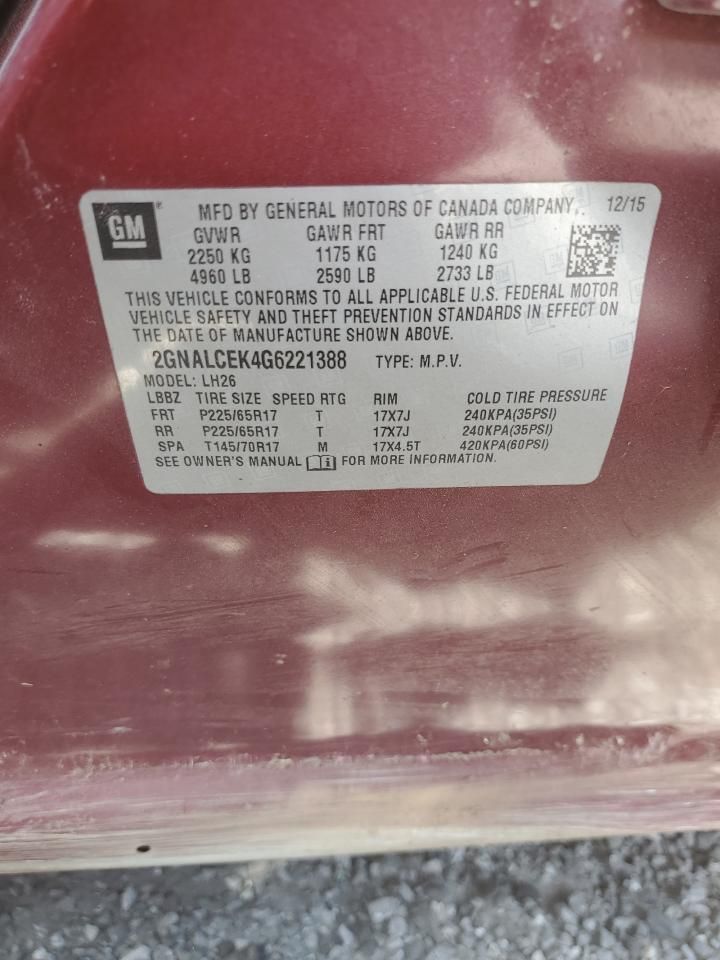 GM® MFD BY GENERAL MOTORS OF CANADA COMPANY.. 12/15
GVWR GAWR FRT GAWR RR
2250 KG 1175 KG 1240 KG
4960 LB 2590 LB 2733 LB
THIS VEHICLE CONFORMS TO ALL APPLICABLE U.S. FEDERAL MOTOR
VEHICLE SAFETY AND THEFT PREVENTION STANDARDS IN EFFECT ON
THE DATE OF MANUFACTURE SHOWN ABOVE.
2GNALCEK4G6221388 TYPE: M.P.V.
MODEL: LH26
LBBZ TIRE SIZE SPEED RTG RIM COLD TIRE PRESSURE
FRT P225/65R17 T 17X7J 240KPA(35PSI)
RR P225/65R17 T 17X7J 240KPA(35PSI)
SPA T145/70R17 M 17X4.5T 420KPA(60PSI)
SEE OWNER'S MANUAL FOR MORE INFORMATION.